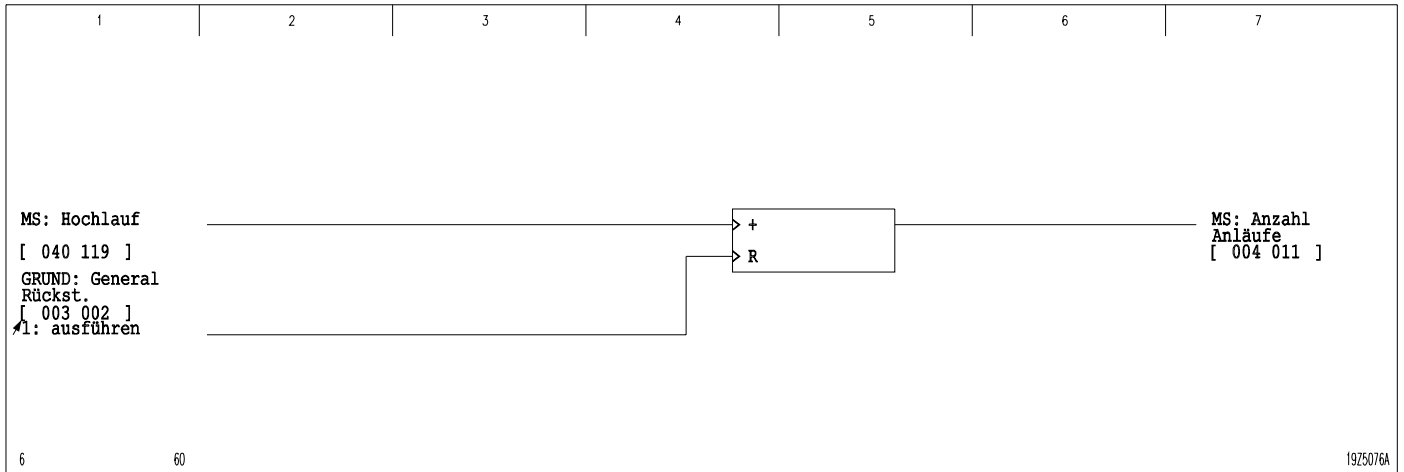 1 2 3 4 5 6 7
MS: Hochlauf
[ 040 119 ]
GRUND: General
Rückst.
[ 003 002 ]
1: ausführen
+
R
MS: Anzahl
Anläufe
[ 004 011 ]
6 60 19Z5076A